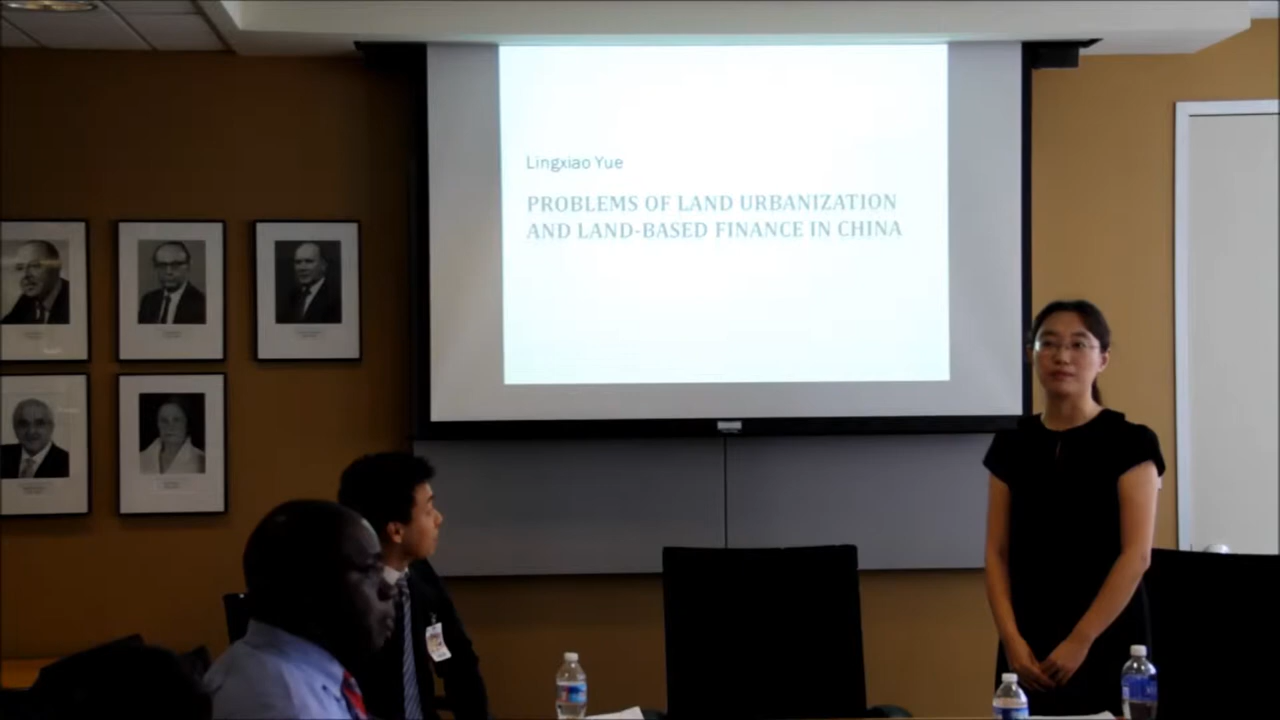 Lingxiao Yue
PROBLEMS OF LAND URBANIZATION
AND LAND-BASED FINANCE IN CHINA